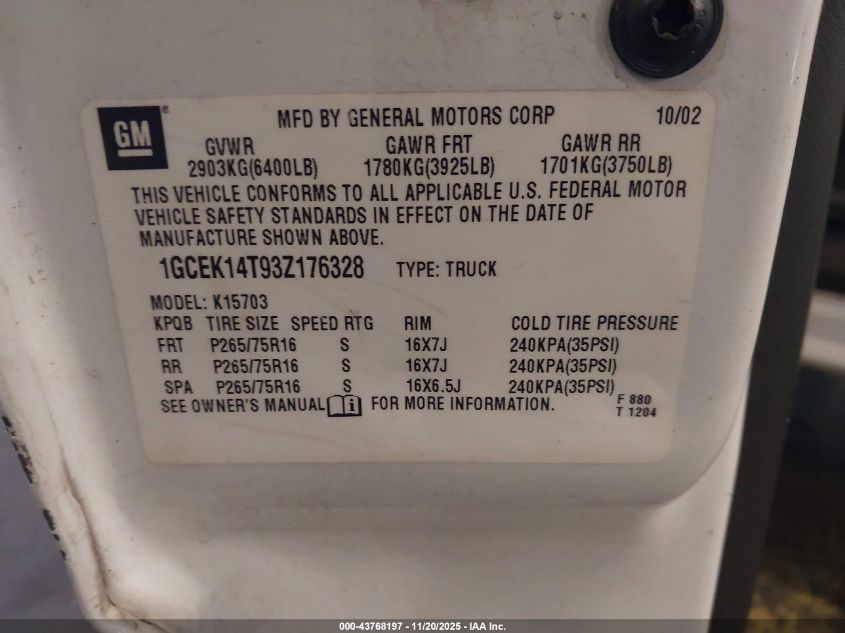 GM ® MFD BY GENERAL MOTORS CORP 10/02
GVWR GAWR FRT GAWR RR
2903KG(6400LB) 1780KG(3925LB) 1701KG(3750LB)
THIS VEHICLE CONFORMS TO ALL APPLICABLE U.S. FEDERAL MOTOR
VEHICLE SAFETY STANDARDS IN EFFECT ON THE DATE OF
MANUFACTURE SHOWN ABOVE.
1GCEK14T93Z176328 TYPE: TRUCK
MODEL: K15703
KPQB TIRE SIZE SPEED RTG RIM COLD TIRE PRESSURE
FRT P265/75R16 S 16X7J 240KPA(35PSI)
RR P265/75R16 S 16X7J 240KPA(35PSI)
SPA P265/75R16 S 16X6.5J 240KPA(35PSI)
SEE OWNER'S MANUAL FOR MORE INFORMATION. F 880
T 1204
000-43768197 - 11/20/2025 - IAA Inc.